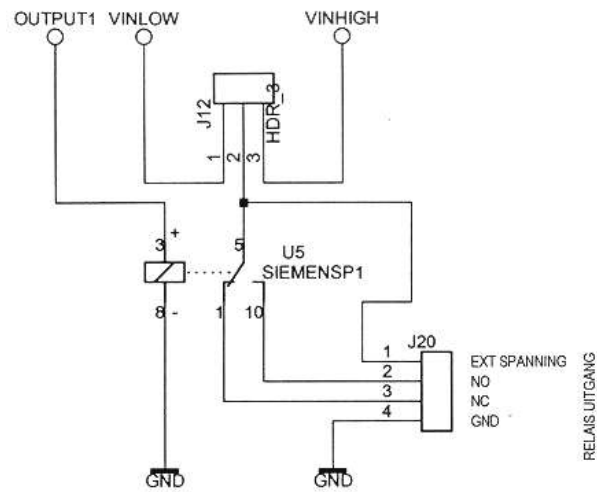 OUTPUT1 VINLOW VINHIGH
J12
HDR_3
1
2
3
3 +
5
U5
SIEMENSP1
8 -
1
10
J20
1 EXT SPANNING
2 NO
3 NC
4 GND
RELAIS UITGANG
GND
GND